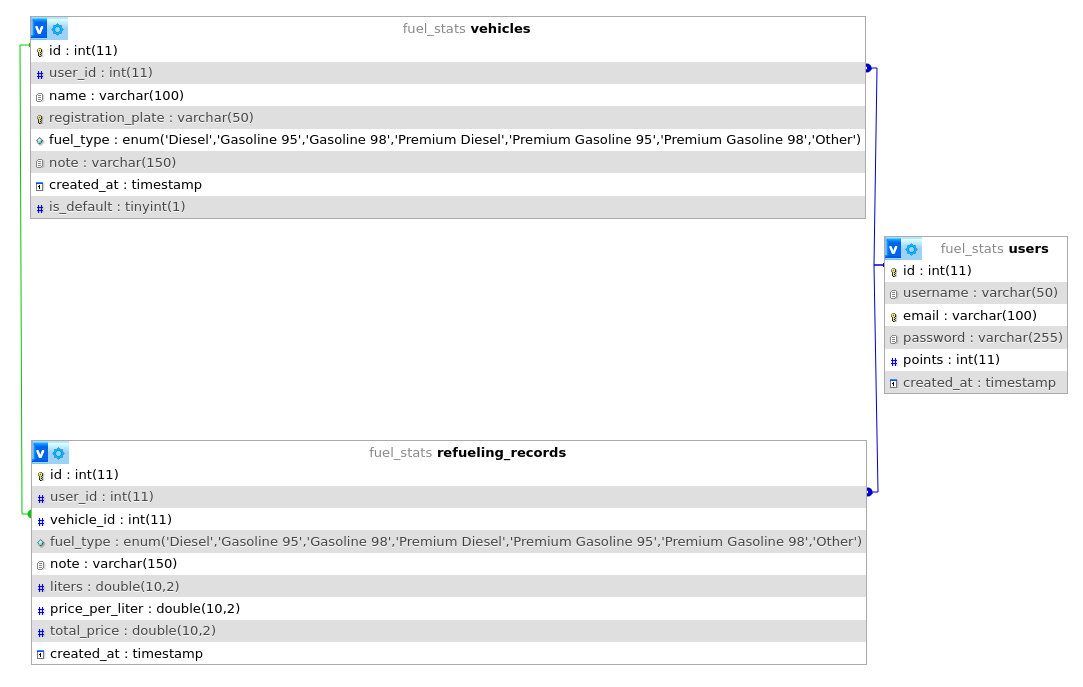 v fuel_stats vehicles
id : int(11)
user_id : int(11)
name : varchar(100)
registration_plate : varchar(50)
fuel_type : enum('Diesel','Gasoline 95','Gasoline 98','Premium Diesel','Premium Gasoline 95','Premium Gasoline 98','Other')
note : varchar(150)
created_at : timestamp
# is_default : tinyint(1)
v fuel_stats users
id : int(11)
username : varchar(50)
email : varchar(100)
password : varchar(255)
# points : int(11)
created_at : timestamp
v fuel_stats refueling_records
id : int(11)
# user_id : int(11)
# vehicle_id : int(11)
fuel_type : enum('Diesel','Gasoline 95','Gasoline 98','Premium Diesel','Premium Gasoline 95','Premium Gasoline 98','Other')
note : varchar(150)
# liters : double(10,2)
# price_per_liter : double(10,2)
# total_price : double(10,2)
created_at : timestamp